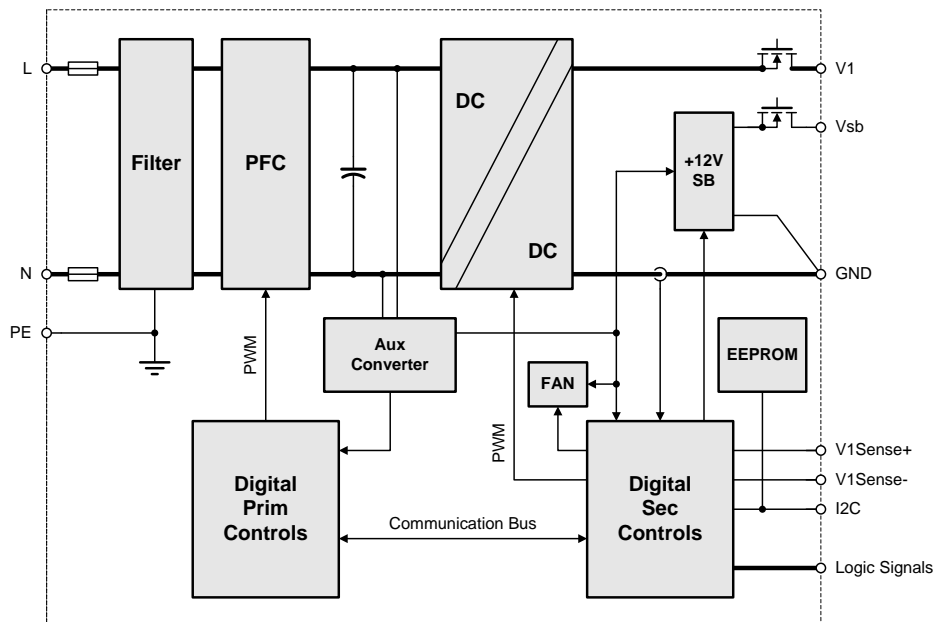 L
Filter
PFC
DC
DC
V1
Vsb
+12V
SB
N
GND
PE
PWM
Aux
Converter
EEPROM
FAN
PWM
Digital
Prim
Controls
Communication Bus
Digital
Sec
Controls
V1Sense+
V1Sense-
I2C
Logic Signals